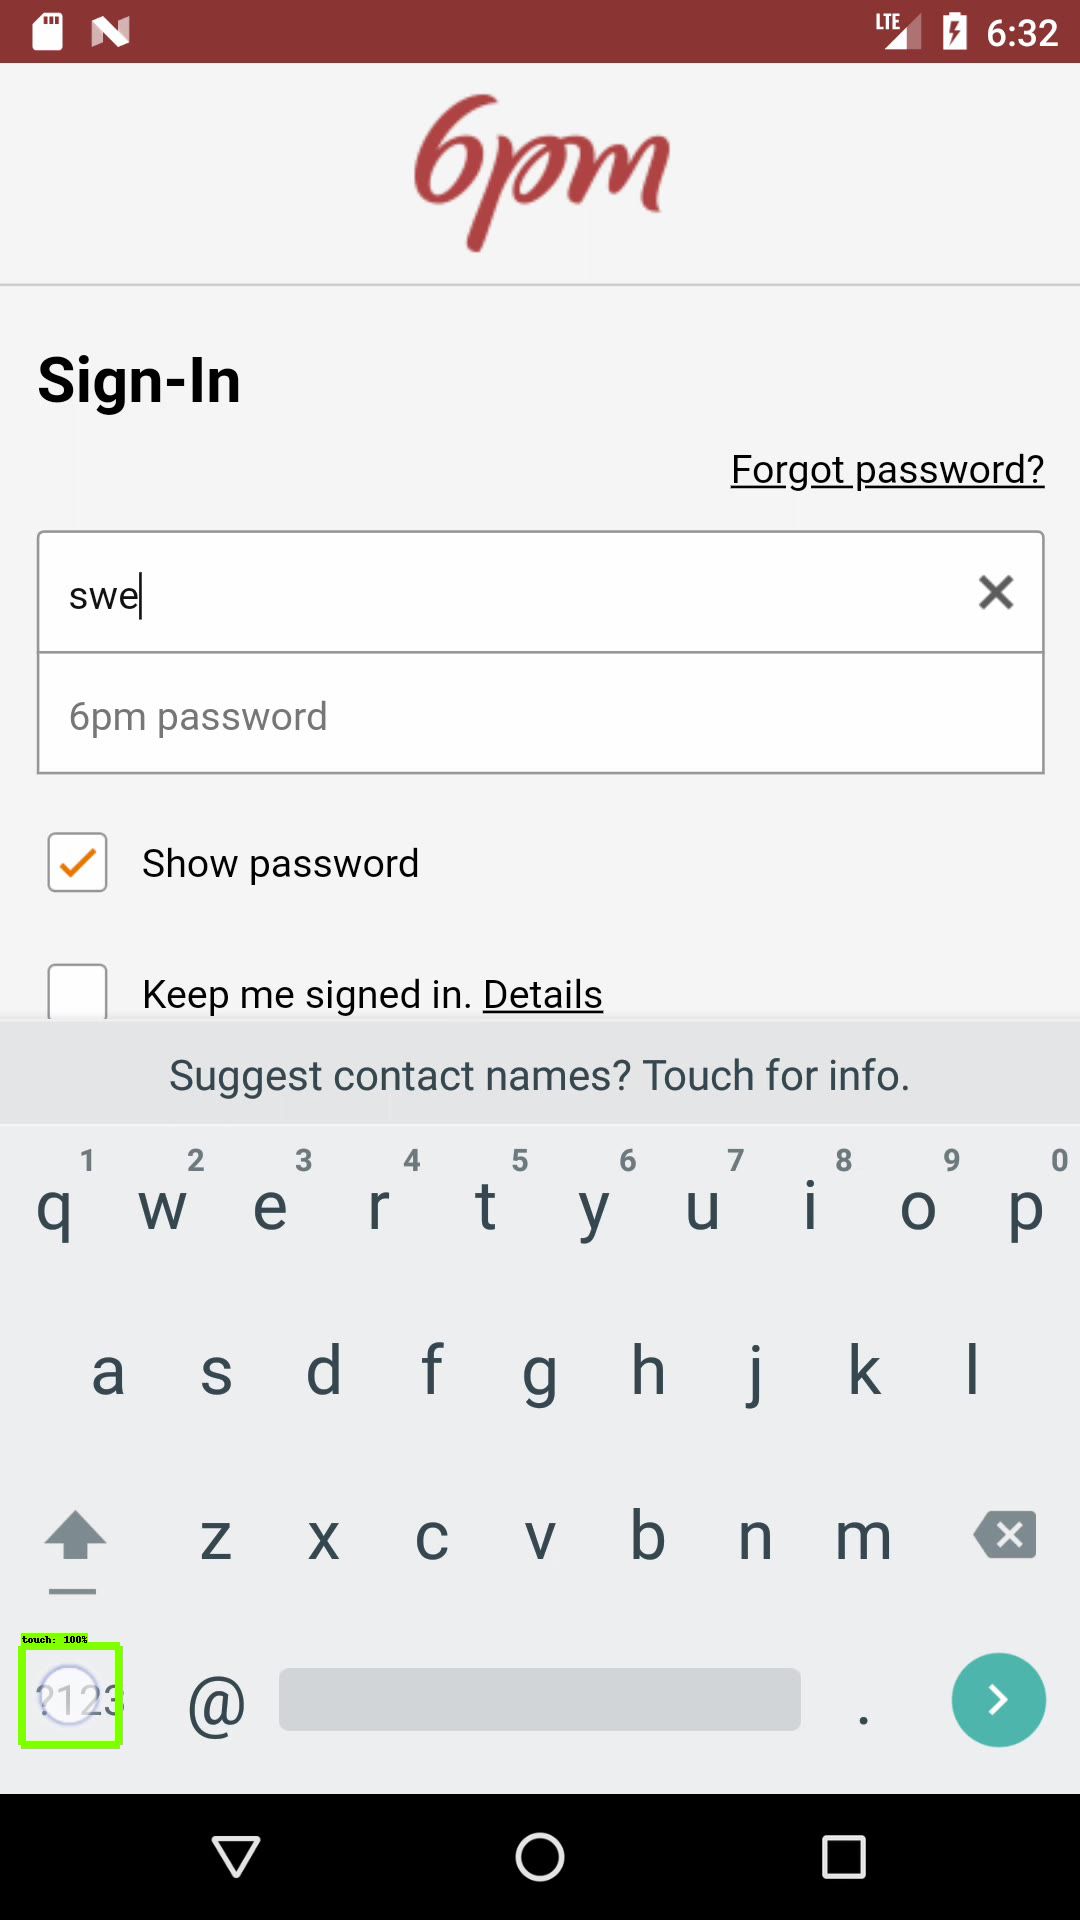 LTE 6:32
6pm
Sign-In
Forgot password?
swe
6pm password
Show password
Keep me signed in. Details
Suggest contact names? Touch for info.
1 2 3 4 5 6 7 8 9 0
q w e r t y u i o p
a s d f g h j k l
z x c v b n m
touch: 100%
?123 @ .